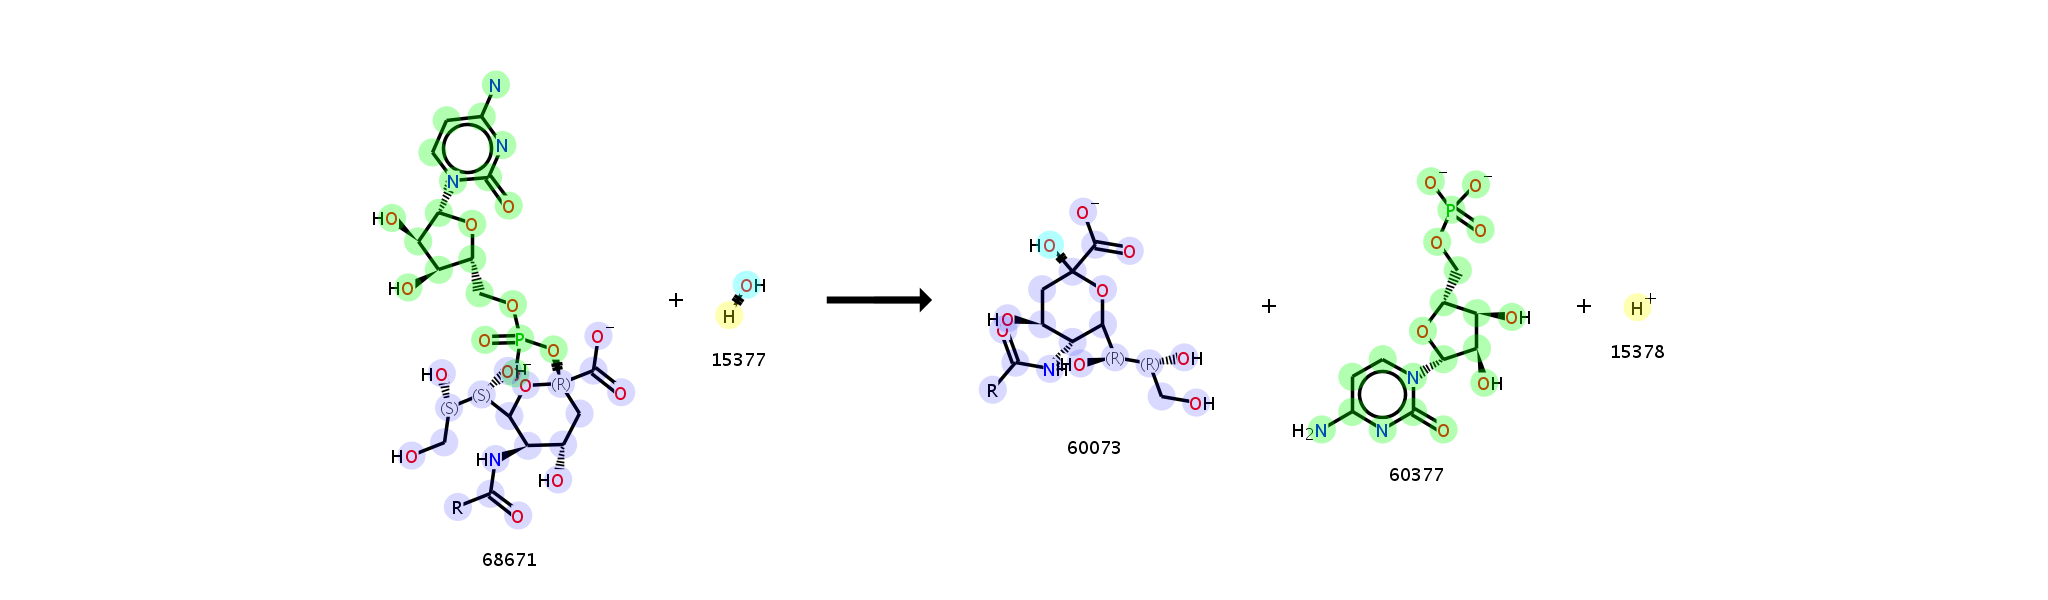 N
N
N
O
HO
O
HO
O
O
P
O
O⁻
OH
HO
(S)
(S)
O
(R)
O
HO
HN
HO
R
O
68671
+
OH
H
15377
O⁻
HO
O
O
HO
O
NH
HO
(R)
(R)
OH
R
OH
60073
+
O⁻
O⁻
P
O
O
O
OH
N
OH
H₂N
N
O
60377
+
H⁺
15378